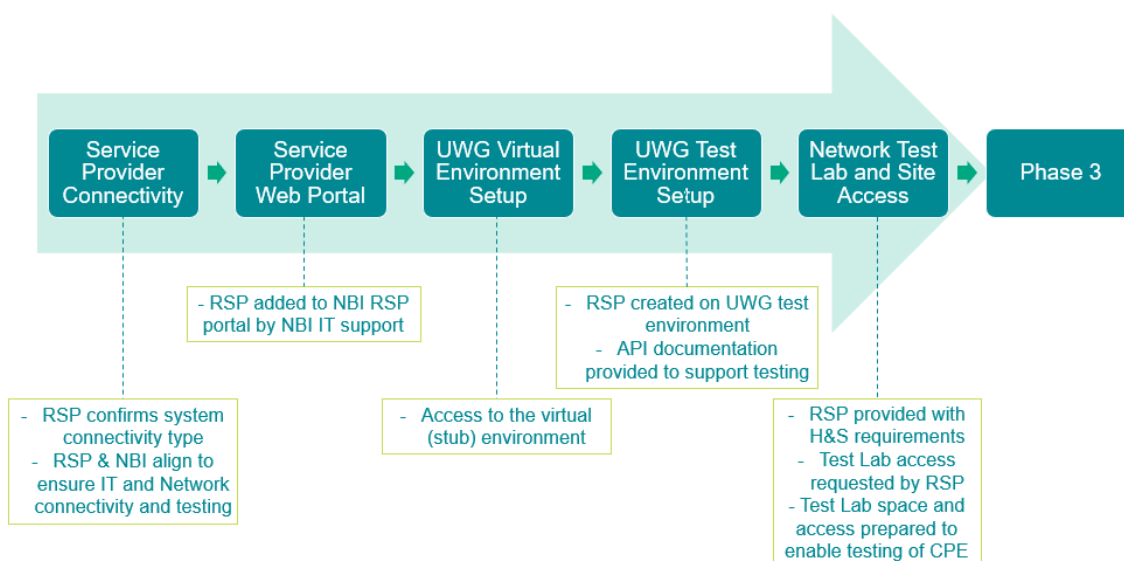 Service
Provider
Connectivity
Service
Provider
Web Portal
UWG Virtual
Environment
Setup
UWG Test
Environment
Setup
Network Test
Lab and Site
Access
Phase 3
- RSP added to NBI RSP
portal by NBI IT support
- RSP created on UWG test
environment
- API documentation
provided to support testing
- RSP confirms system
connectivity type
- RSP & NBI align to
ensure IT and Network
connectivity and testing
- Access to the virtual
(stub) environment
- RSP provided with
H&S requirements
- Test Lab access
requested by RSP
- Test Lab space and
access prepared to
enable testing of CPE